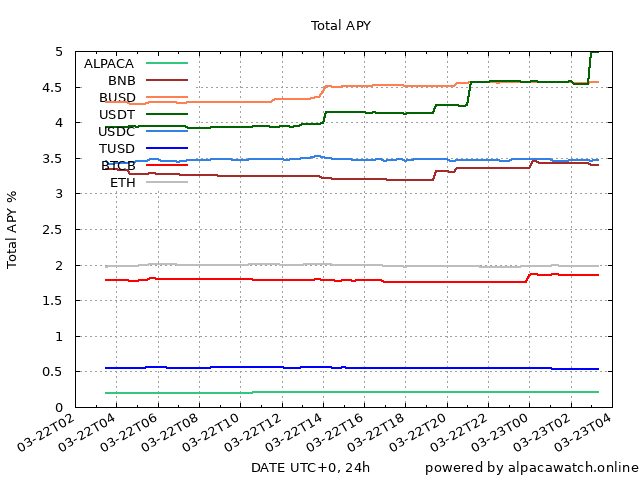 Total APY
Total APY %
5
4.5
4
3.5
3
2.5
2
1.5
1
0.5
0
ALPACA
BNB
BUSD
USDT
USDC
TUSD
BTCB
ETH
03-22T02
03-22T04
03-22T06
03-22T08
03-22T10
03-22T12
03-22T14
03-22T16
03-22T18
03-22T20
03-22T22
03-23T00
03-23T02
03-23T04
DATE UTC+0, 24h
powered by alpacawatch.online